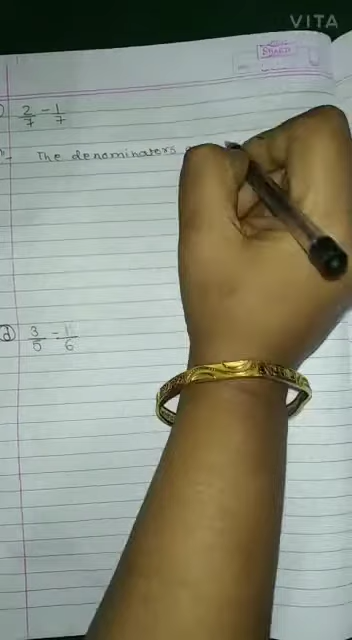 VITA
2/7 - 1/7
The denominators
d) 3/5 - 1/6